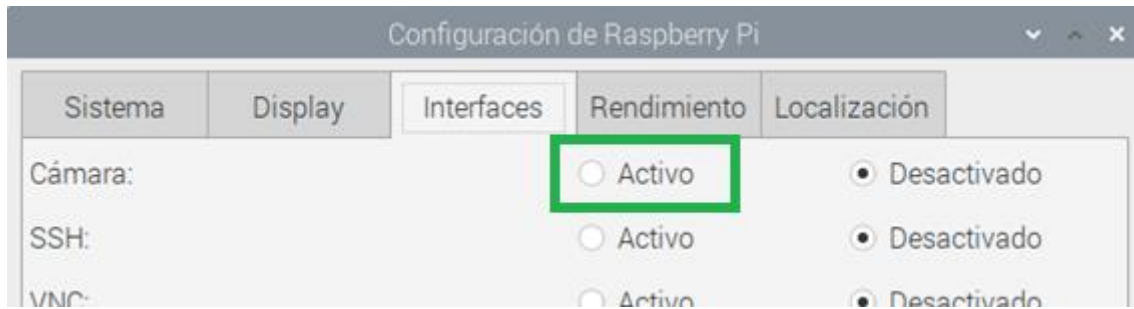 Configuración de Raspberry Pi
Sistema Display Interfaces Rendimiento Localización
Cámara: Activo Desactivado
SSH: Activo Desactivado
VNC: Activo Desactivado